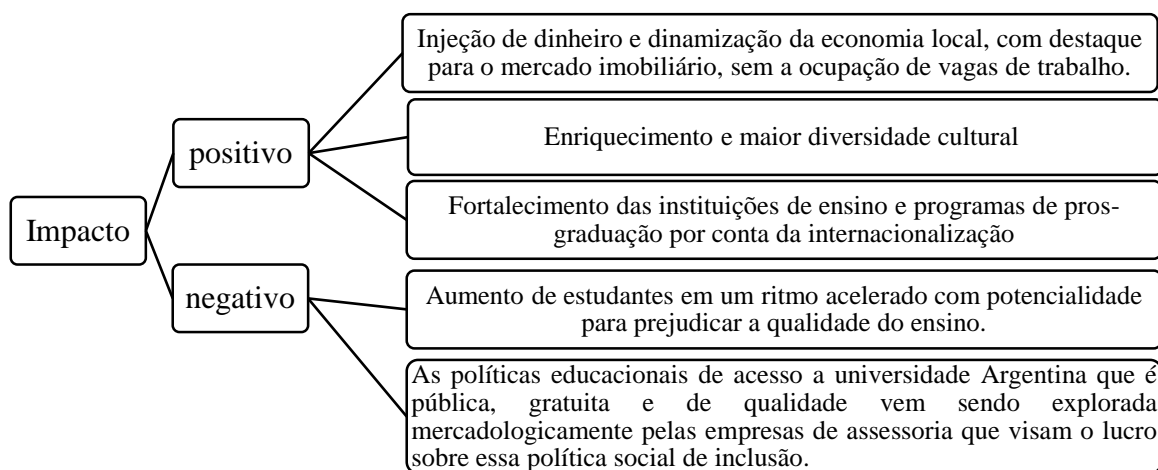 Impacto
positivo
Injeção de dinheiro e dinamização da economia local, com destaque
para o mercado imobiliário, sem a ocupação de vagas de trabalho.
Enriquecimento e maior diversidade cultural
Fortalecimento das instituições de ensino e programas de pros-
graduação por conta da internacionalização
negativo
Aumento de estudantes em um ritmo acelerado com potencialidade
para prejudicar a qualidade do ensino.
As políticas educacionais de acesso a universidade Argentina que é
pública, gratuita e de qualidade vem sendo explorada
mercadologicamente pelas empresas de assessoria que visam o lucro
sobre essa política social de inclusão.